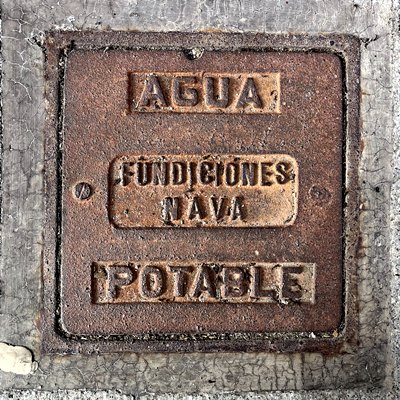 AGUA
FUNDICIONES
NAVA
POTABLE